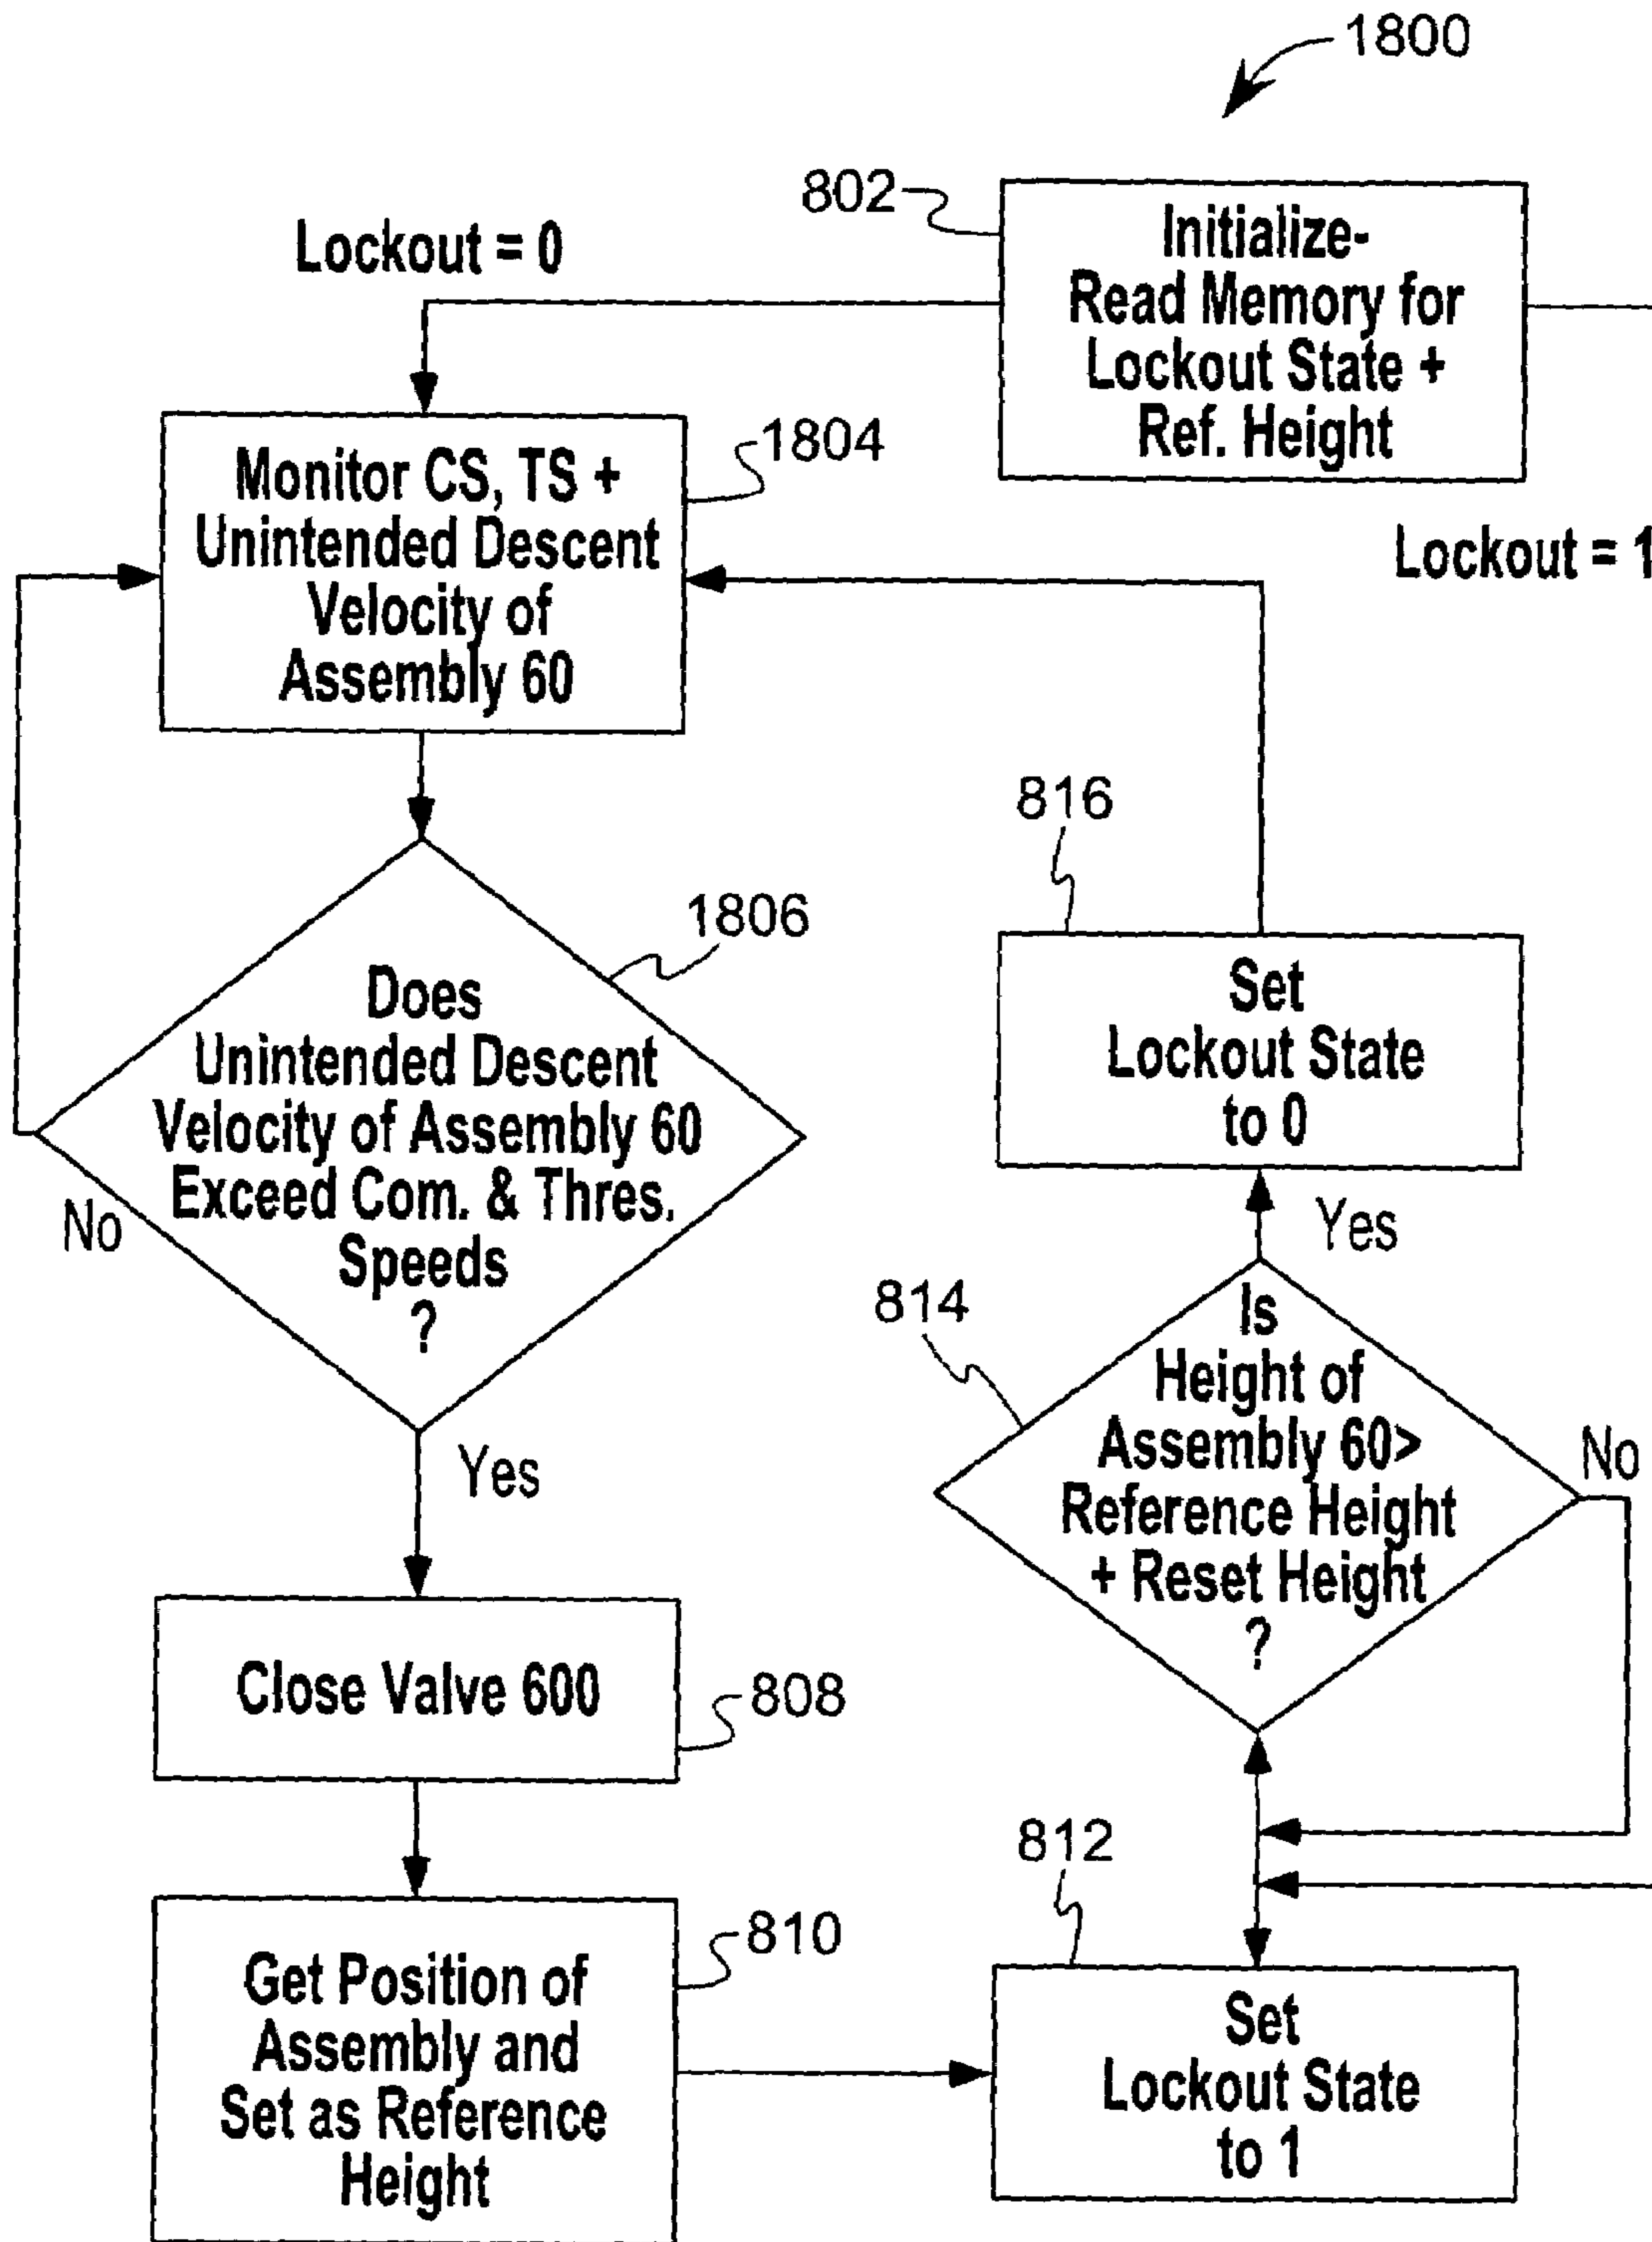 1800
802
Initialize-
Read Memory for
Lockout State +
Ref. Height
Lockout = 0
Lockout = 1
Monitor CS, TS +
Unintended Descent
Velocity of
Assembly 60
1804
1806
Does
Unintended Descent
Velocity of Assembly 60
Exceed Com. & Thres.
Speeds
?
No
Yes
Close Valve 600
808
Get Position of
Assembly and
Set as Reference
Height
810
816
Set
Lockout State
to 0
Yes
814
Is
Height of
Assembly 60>
Reference Height
+ Reset Height
?
No
812
Set
Lockout State
to 1